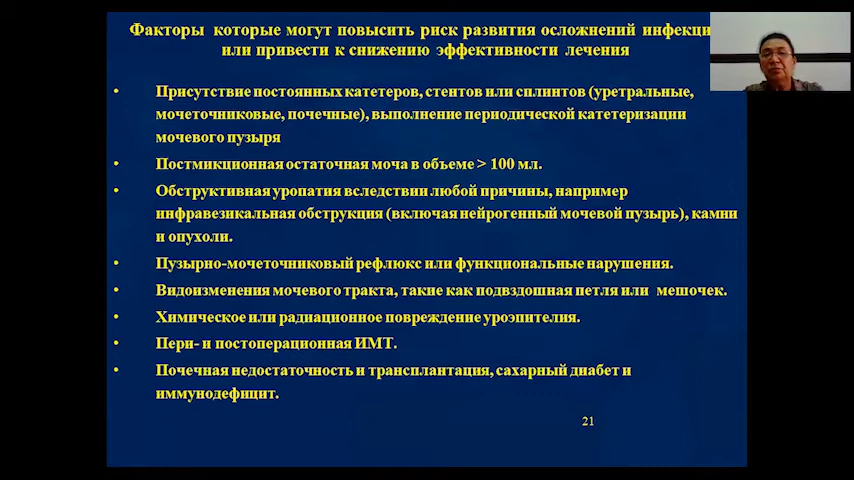 Факторы которые могут повысить риск развития осложнений инфекци
или привести к снижению эффективности лечения
• Присутствие постоянных катетеров, стентов или сплинтов (уретральные,
мочеточниковые, почечные), выполнение периодической катетеризации
мочевого пузыря
• Постмикционная остаточная моча в объеме > 100 мл.
• Обструктивная уропатия вследствии любой причины, например
инфравезикальная обструкция (включая нейрогенный мочевой пузырь), камни
и опухоли.
• Пузырно-мочеточниковый рефлюкс или функциональные нарушения.
• Видоизменения мочевого тракта, такие как подвздошная петля или мешочек.
• Химическое или радиационное повреждение уроэпителия.
• Пери- и постоперационная ИМТ.
• Почечная недостаточность и трансплантация, сахарный диабет и
иммунодефицит.
21